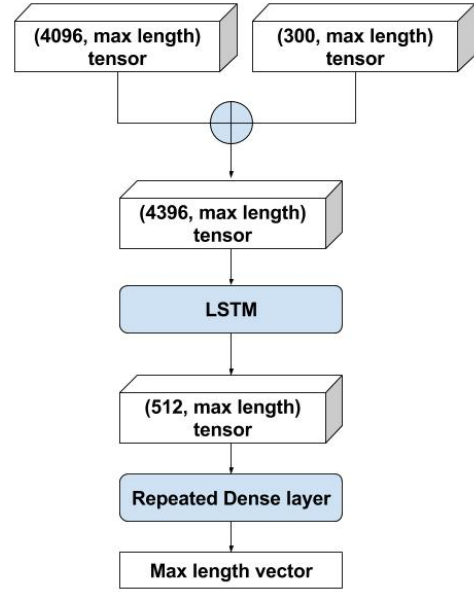 (4096, max length)
tensor
(300, max length)
tensor
(4396, max length)
tensor
LSTM
(512, max length)
tensor
Repeated Dense layer
Max length vector